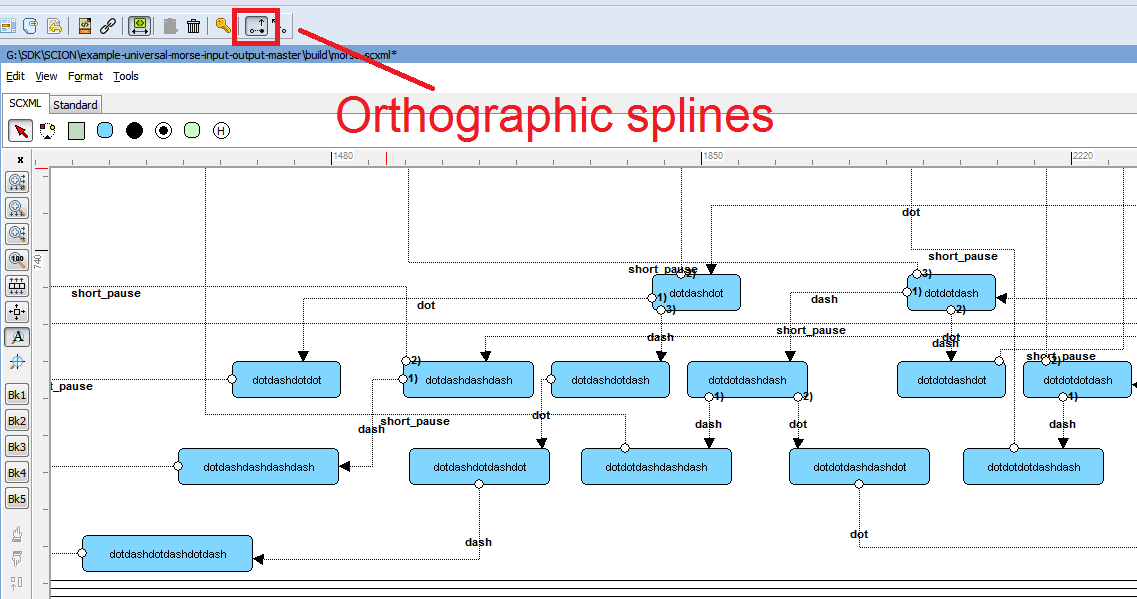 G:\SDK\SCION\example-universal-morse-input-output-master\build\morse.scxml*
Edit View Format Tools
SCXML Standard
Orthographic splines
H
x
1480 1850 2220
740
100
A
Bk1
Bk2
Bk3
Bk4
Bk5
dot
short_pause
short_pause 2)
3)
short_pause
1) dotdashdot
1) dotdotdash
dot
dash
3)
2)
short_pause
dash
dot
dash
short_pause
2)
2)
dotdashdotdot
1) dotdashdashdash
dotdashdotdash
dotdotdashdash
dotdotdashdot
dotdotdotdash
t_pause
1)
2)
1)
dot
short_pause
dash
dash
dot
dash
dotdashdashdashdash
dotdashdotdashdot
dotdotdashdashdash
dotdotdashdashdot
dotdotdotdashdash
dash
dot
dotdashdotdashdotdash